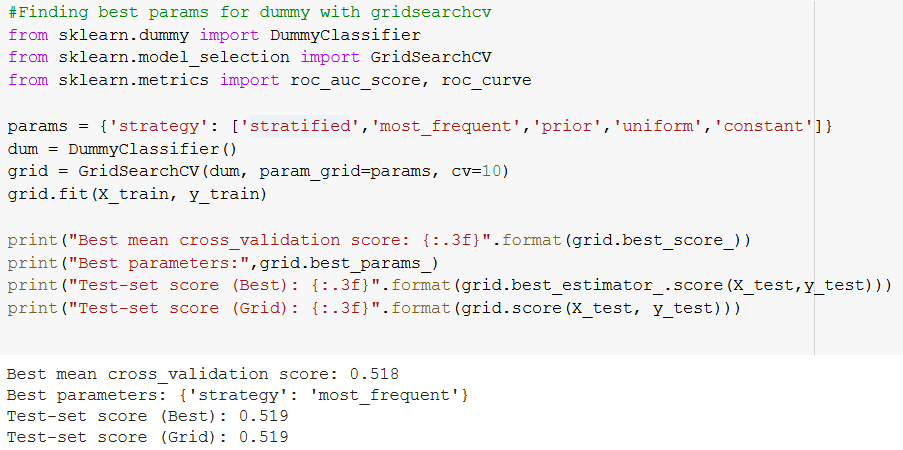 #Finding best params for dummy with gridsearchcv
from sklearn.dummy import DummyClassifier
from sklearn.model_selection import GridSearchCV
from sklearn.metrics import roc_auc_score, roc_curve
params = {'strategy': ['stratified','most_frequent','prior','uniform','constant']}
dum = DummyClassifier()
grid = GridSearchCV(dum, param_grid=params, cv=10)
grid.fit(X_train, y_train)
print("Best mean cross_validation score: {:.3f}".format(grid.best_score_))
print("Best parameters:",grid.best_params_)
print("Test-set score (Best): {:.3f}".format(grid.best_estimator_.score(X_test,y_test)))
print("Test-set score (Grid): {:.3f}".format(grid.score(X_test, y_test)))
Best mean cross_validation score: 0.518
Best parameters: {'strategy': 'most_frequent'}
Test-set score (Best): 0.519
Test-set score (Grid): 0.519